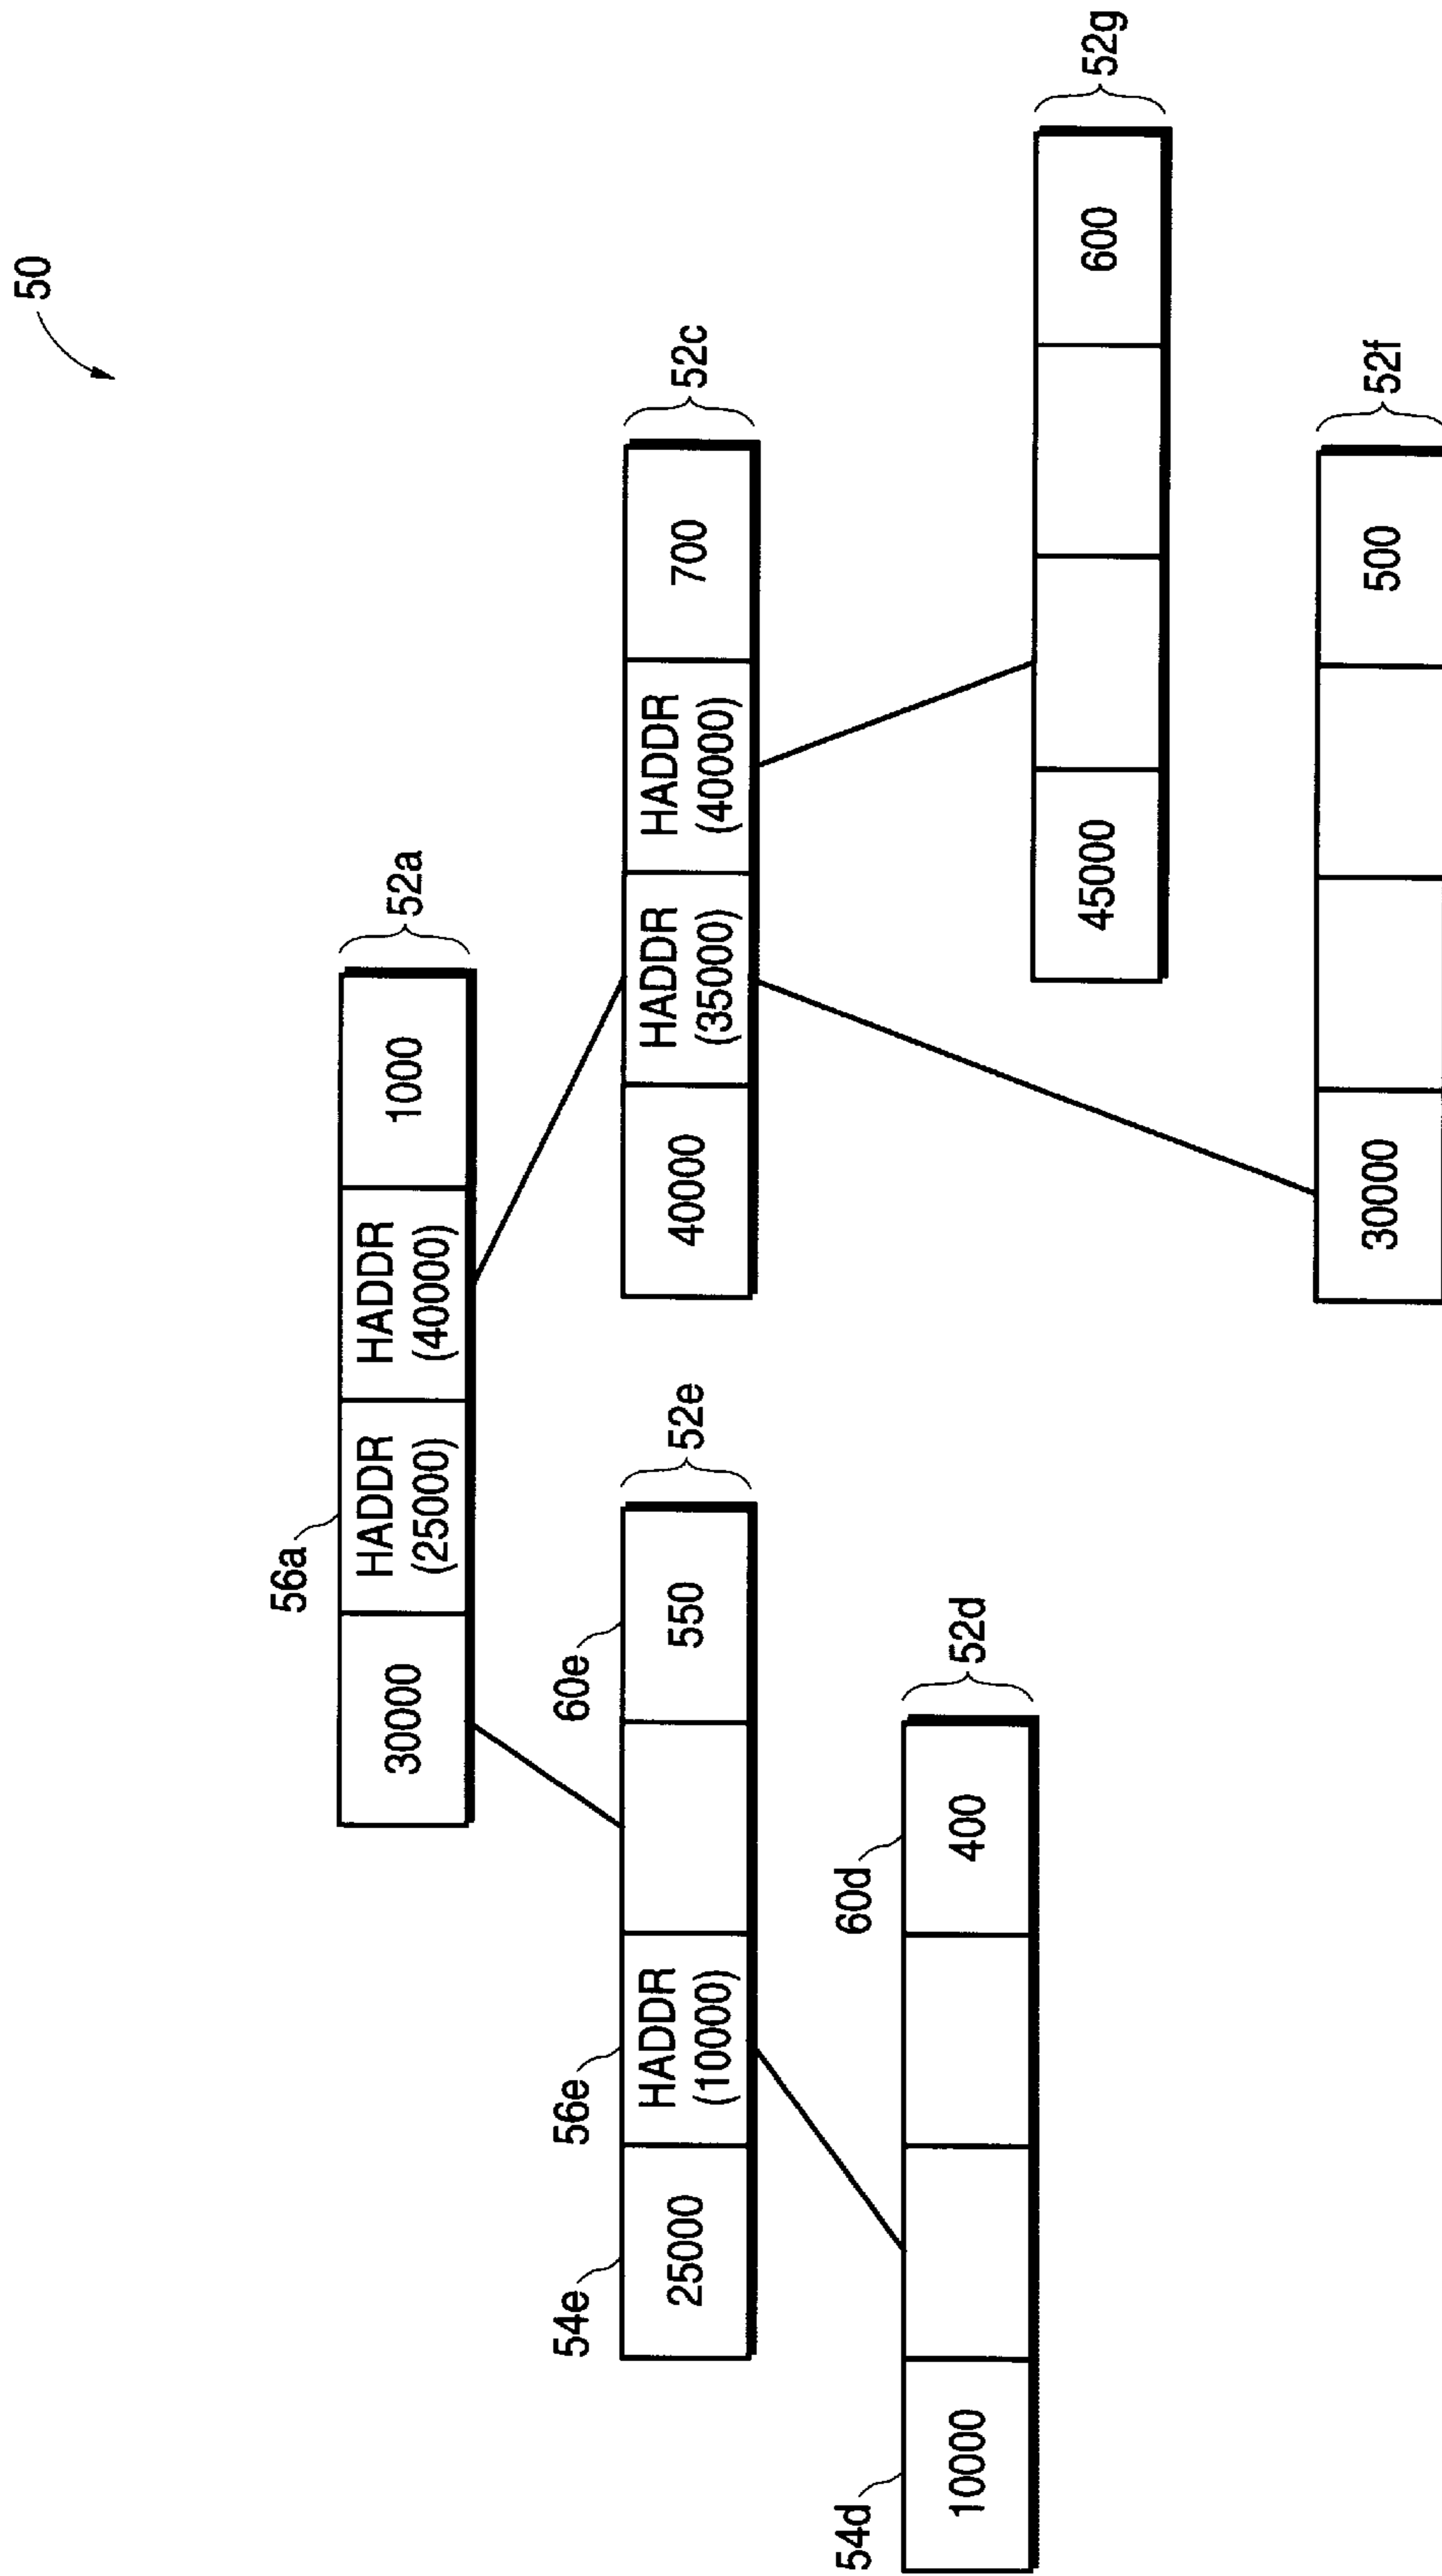 50
52a
56a
30000
HADDR
(25000)
HADDR
(40000)
1000
52e
54e
56e
60e
25000
HADDR
(10000)
550
52c
40000
HADDR
(35000)
HADDR
(40000)
700
52d
54d
60d
10000
400
52g
45000
600
52f
30000
500